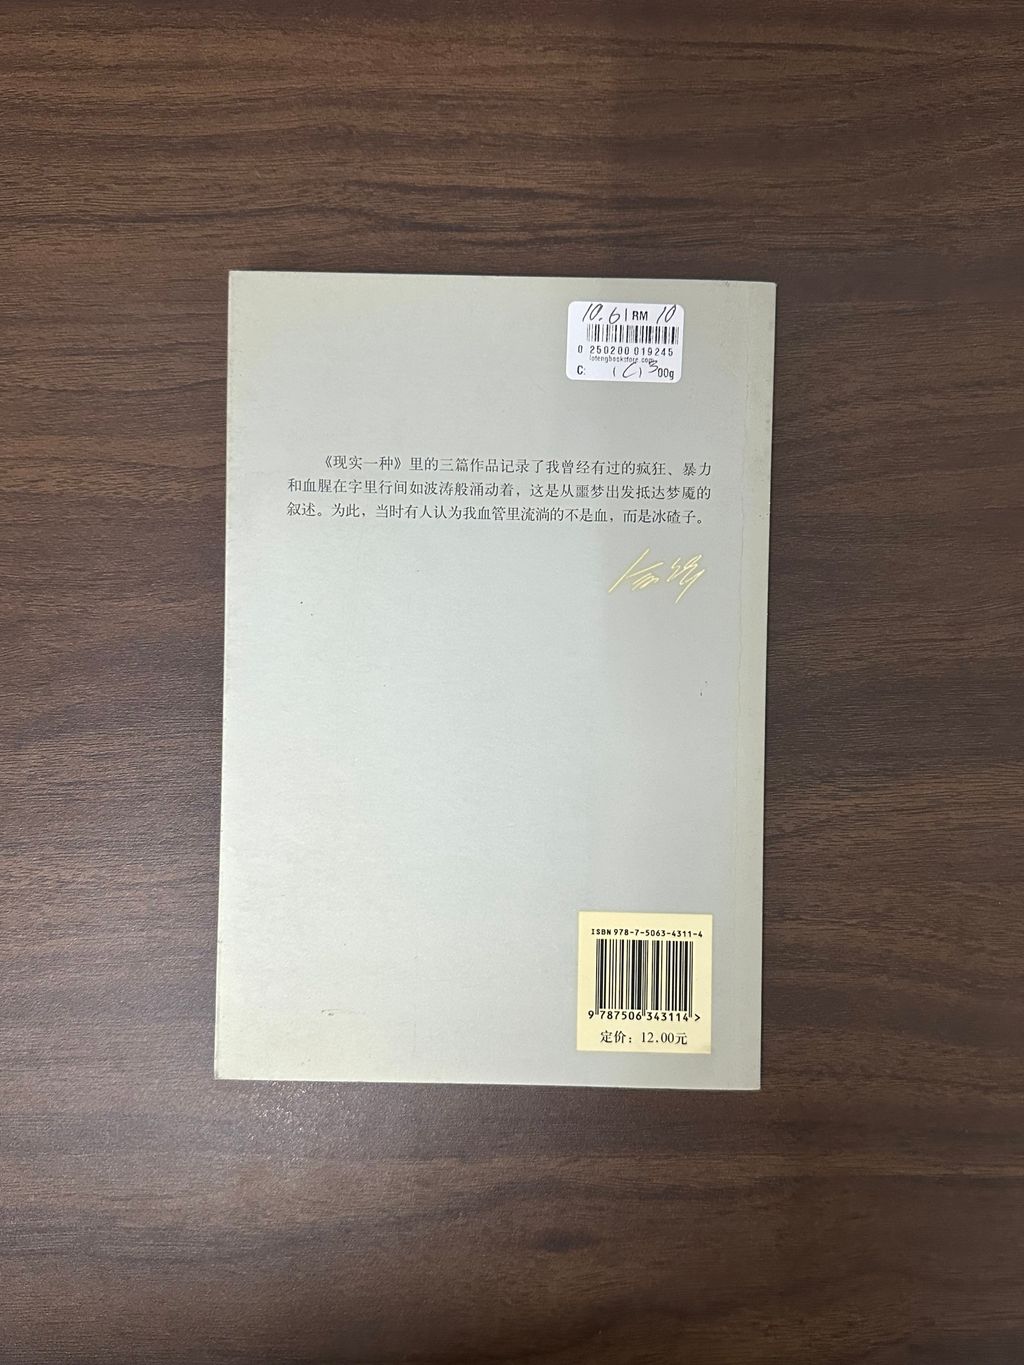 10.61 RM 10
0 250200 019245
lotengbookstore.com
C: 300g
《现实一种》里的三篇作品记录了我曾经有过的疯狂、暴力
和血腥在字里行间如波涛般涌动着，这是从噩梦出发抵达梦魇的
叙述。为此，当时有人认为我血管里流淌的不是血，而是冰碴子。
余华
ISBN 978-7-5063-4311-4
9 787506 343114 >
定价：12.00元